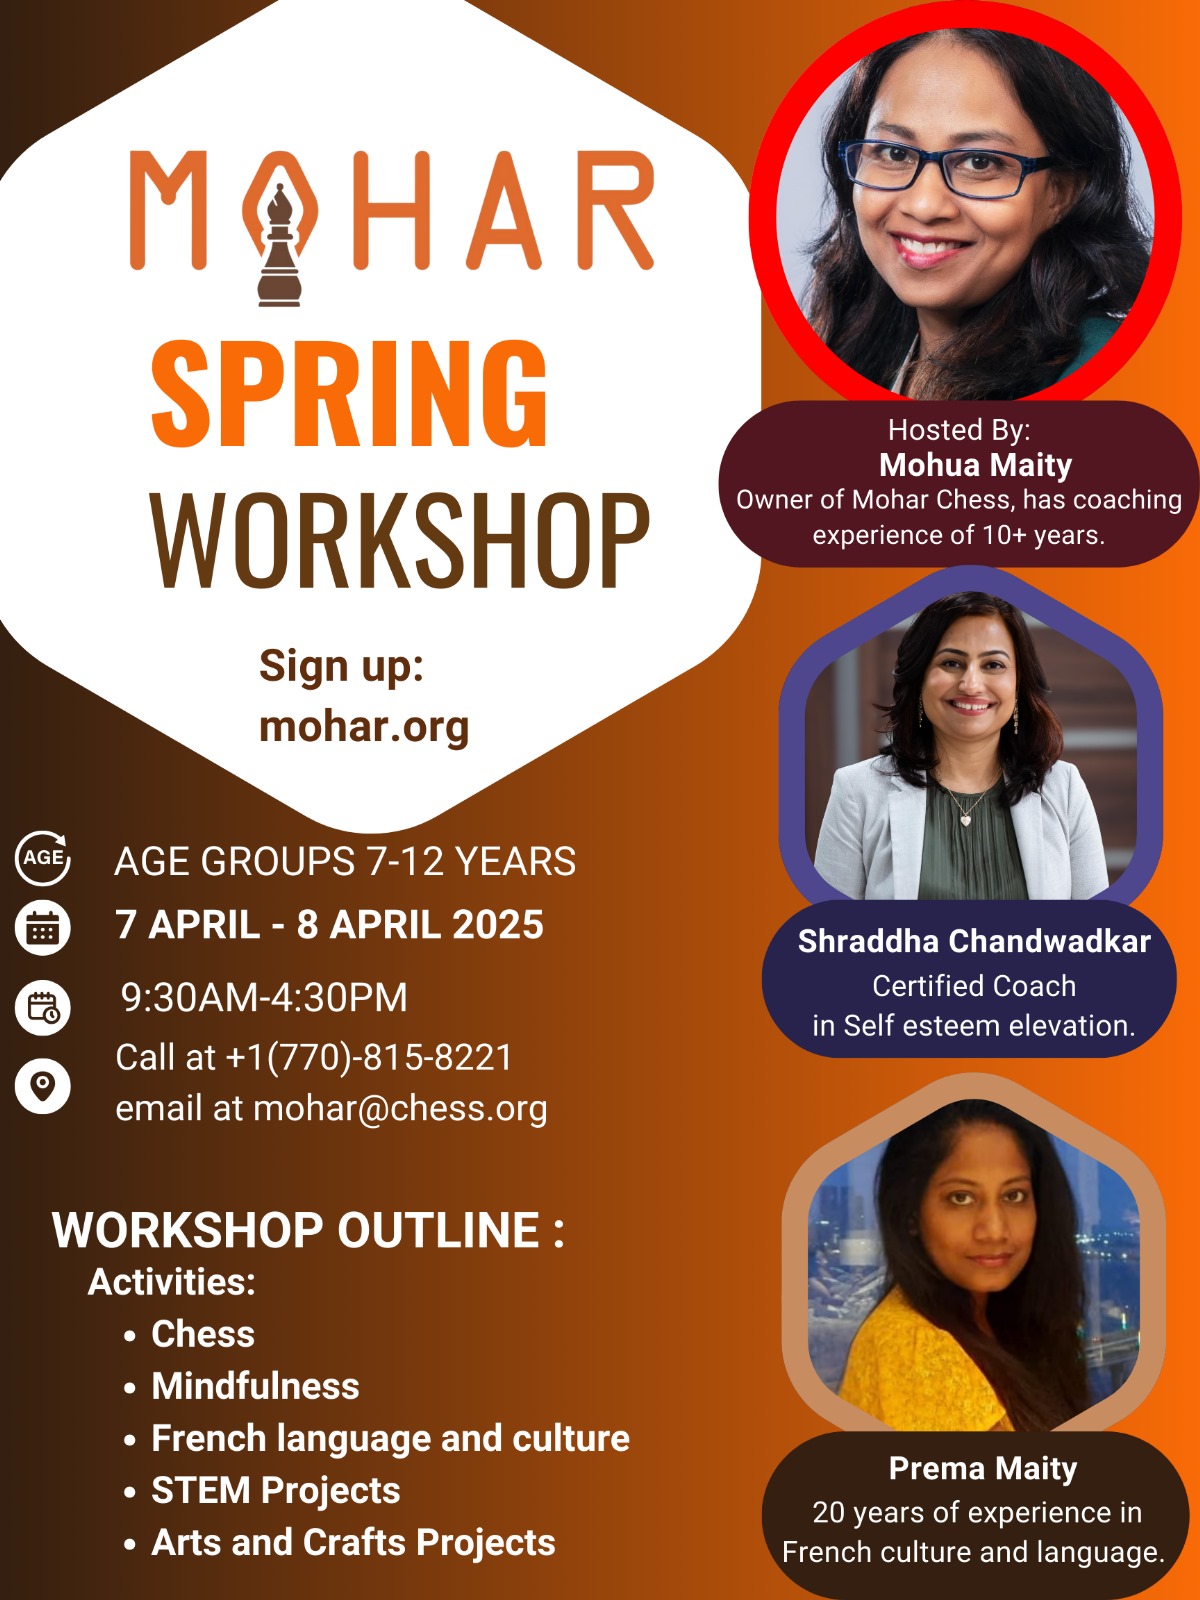 MOHAR
SPRING
WORKSHOP
Sign up:
mohar.org
AGE
AGE GROUPS 7-12 YEARS
7 APRIL - 8 APRIL 2025
9:30AM-4:30PM
Call at +1(770)-815-8221
email at mohar@chess.org
WORKSHOP OUTLINE :
Activities:
• Chess
• Mindfulness
• French language and culture
• STEM Projects
• Arts and Crafts Projects
Hosted By:
Mohua Maity
Owner of Mohar Chess, has coaching
experience of 10+ years.
Shraddha Chandwadkar
Certified Coach
in Self esteem elevation.
Prema Maity
20 years of experience in
French culture and language.